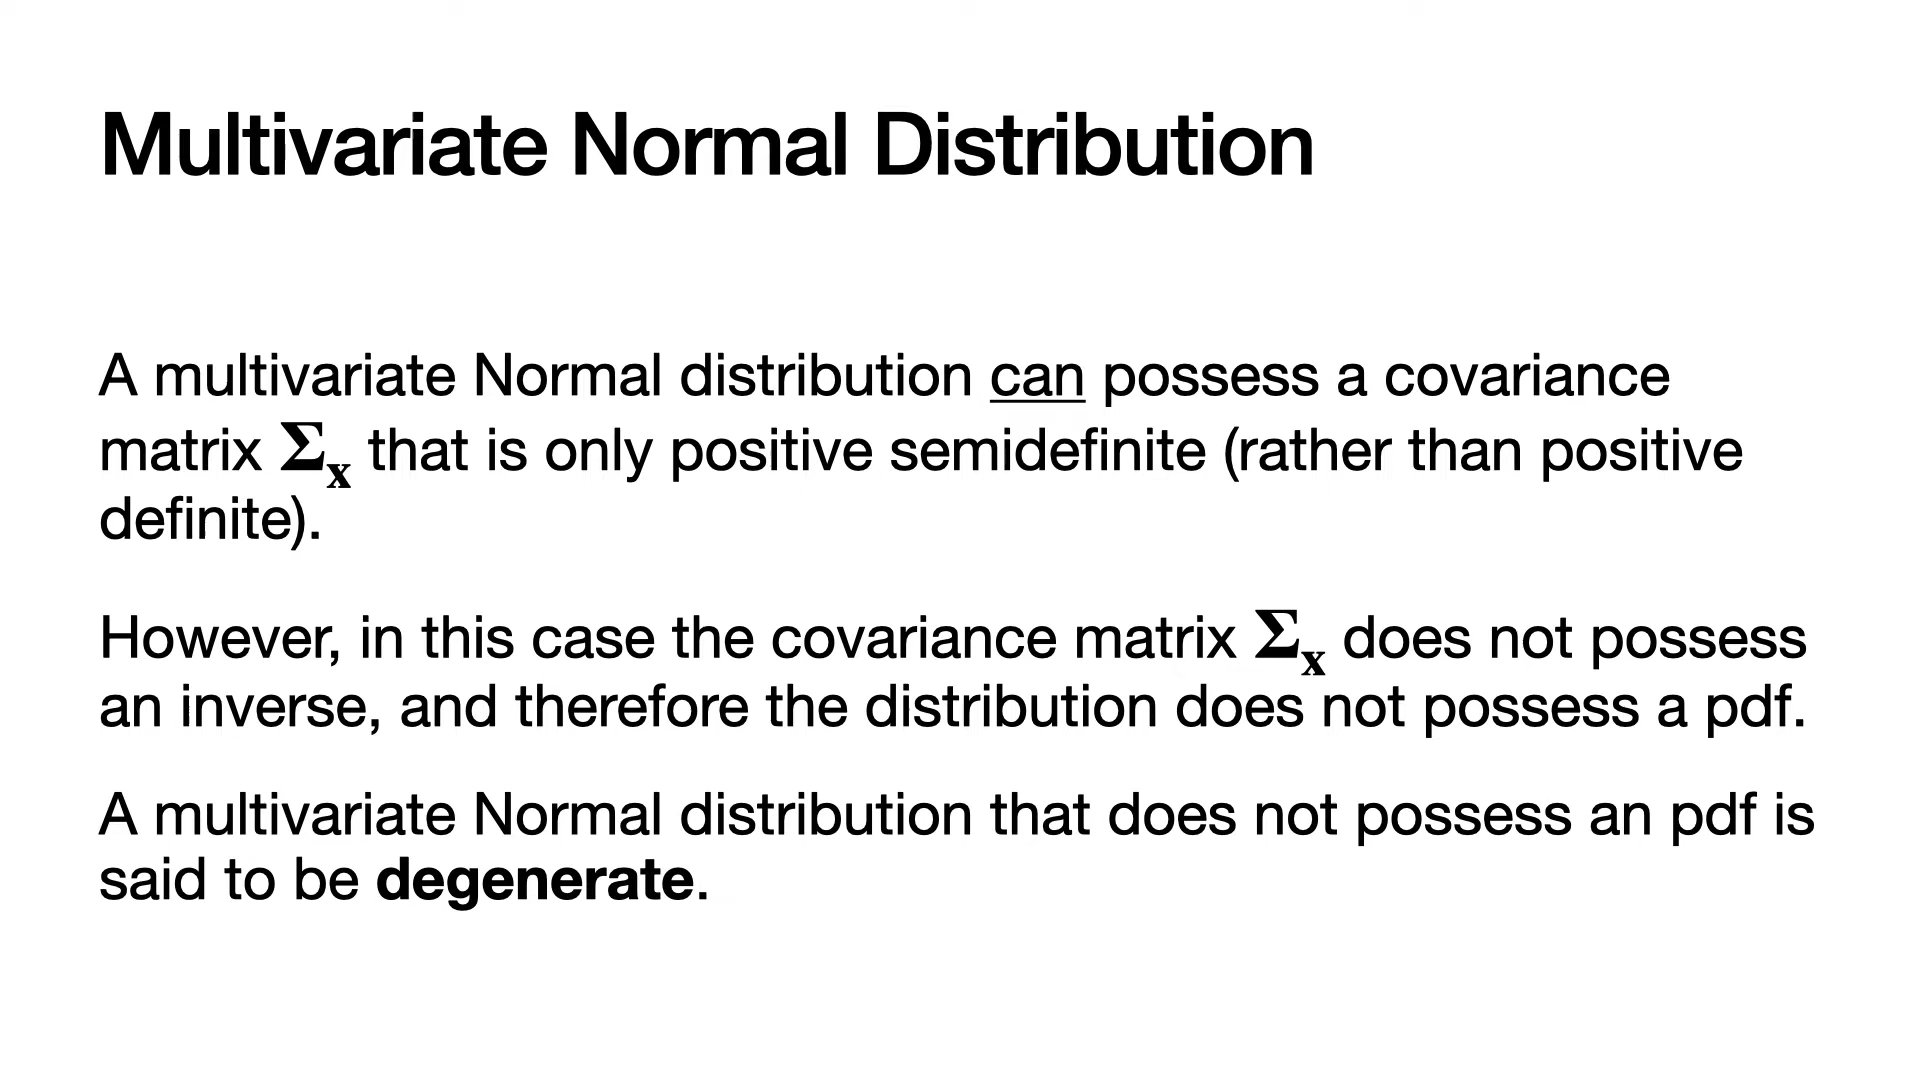 Multivariate Normal Distribution
A multivariate Normal distribution can possess a covariance
matrix Σₓ that is only positive semidefinite (rather than positive
definite).
However, in this case the covariance matrix Σₓ does not possess
an inverse, and therefore the distribution does not possess a pdf.
A multivariate Normal distribution that does not possess an pdf is
said to be degenerate.